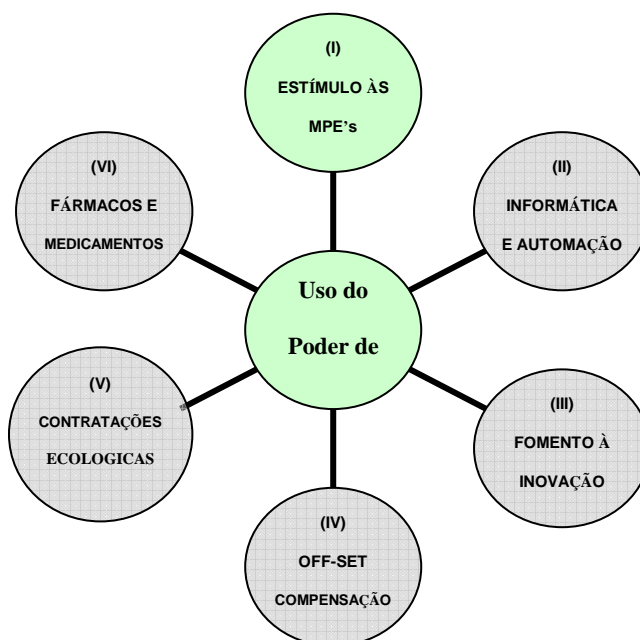 (I)
ESTÍMULO ÀS
MPE's
(II)
INFORMÁTICA
E AUTOMAÇÃO
(III)
FOMENTO À
INOVAÇÃO
(IV)
OFF-SET
COMPENSAÇÃO
(V)
CONTRATAÇÕES
ECOLOGICAS
(VI)
FÁRMACOS E
MEDICAMENTOS
Uso do
Poder de